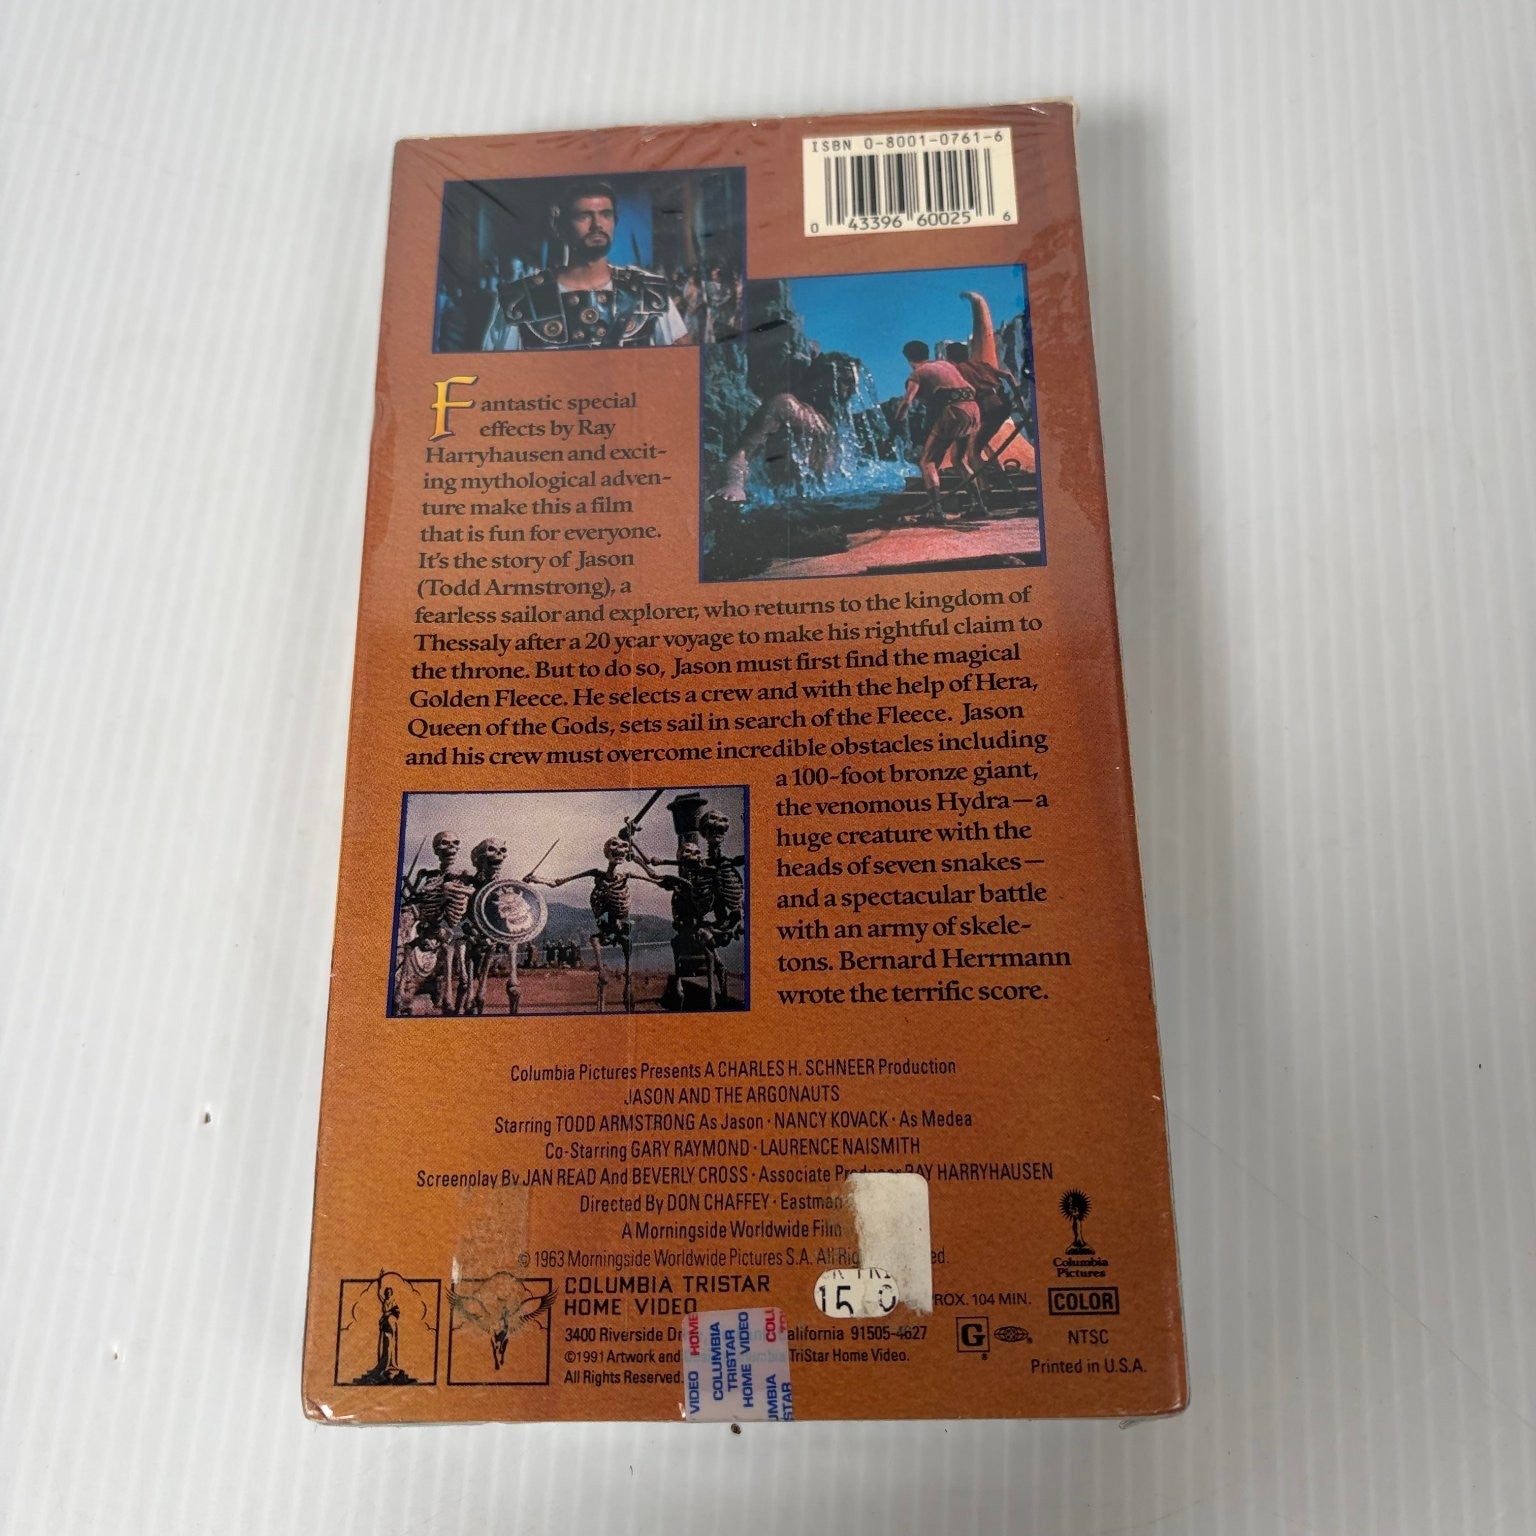 ISBN 0-8001-0761-6
0 43396 60025 6
Fantastic special
effects by Ray
Harryhausen and excit-
ing mythological adven-
ture make this a film
that is fun for everyone.
It's the story of Jason
(Todd Armstrong), a
fearless sailor and explorer, who returns to the kingdom of
Thessaly after a 20 year voyage to make his rightful claim to
the throne. But to do so, Jason must first find the magical
Golden Fleece. He selects a crew and with the help of Hera,
Queen of the Gods, sets sail in search of the Fleece. Jason
and his crew must overcome incredible obstacles including
a 100-foot bronze giant,
the venomous Hydra—a
huge creature with the
heads of seven snakes—
and a spectacular battle
with an army of skele-
tons. Bernard Herrmann
wrote the terrific score.
Columbia Pictures Presents A CHARLES H. SCHNEER Production
JASON AND THE ARGONAUTS
Starring TODD ARMSTRONG As Jason · NANCY KOVACK · As Medea
Co-Starring GARY RAYMOND · LAURENCE NAISMITH
Screenplay By JAN READ And BEVERLY CROSS · Associate Producer RAY HARRYHAUSEN
Directed By DON CHAFFEY · Eastman
A Morningside Worldwide Film
© 1963 Morningside Worldwide Pictures S.A. All
Columbia
Pictures
COLUMBIA TRISTAR
HOME VIDEO
15
104 MIN.
COLOR
3400 Riverside
California 91505-4627
G
®
NTSC
©1991 Artwork and
TriStar Home Video.
All Rights Reserved.
Printed in U.S.A.
VIDEO HOME
COLUMBIA
TRISTAR
HOME VIDEO